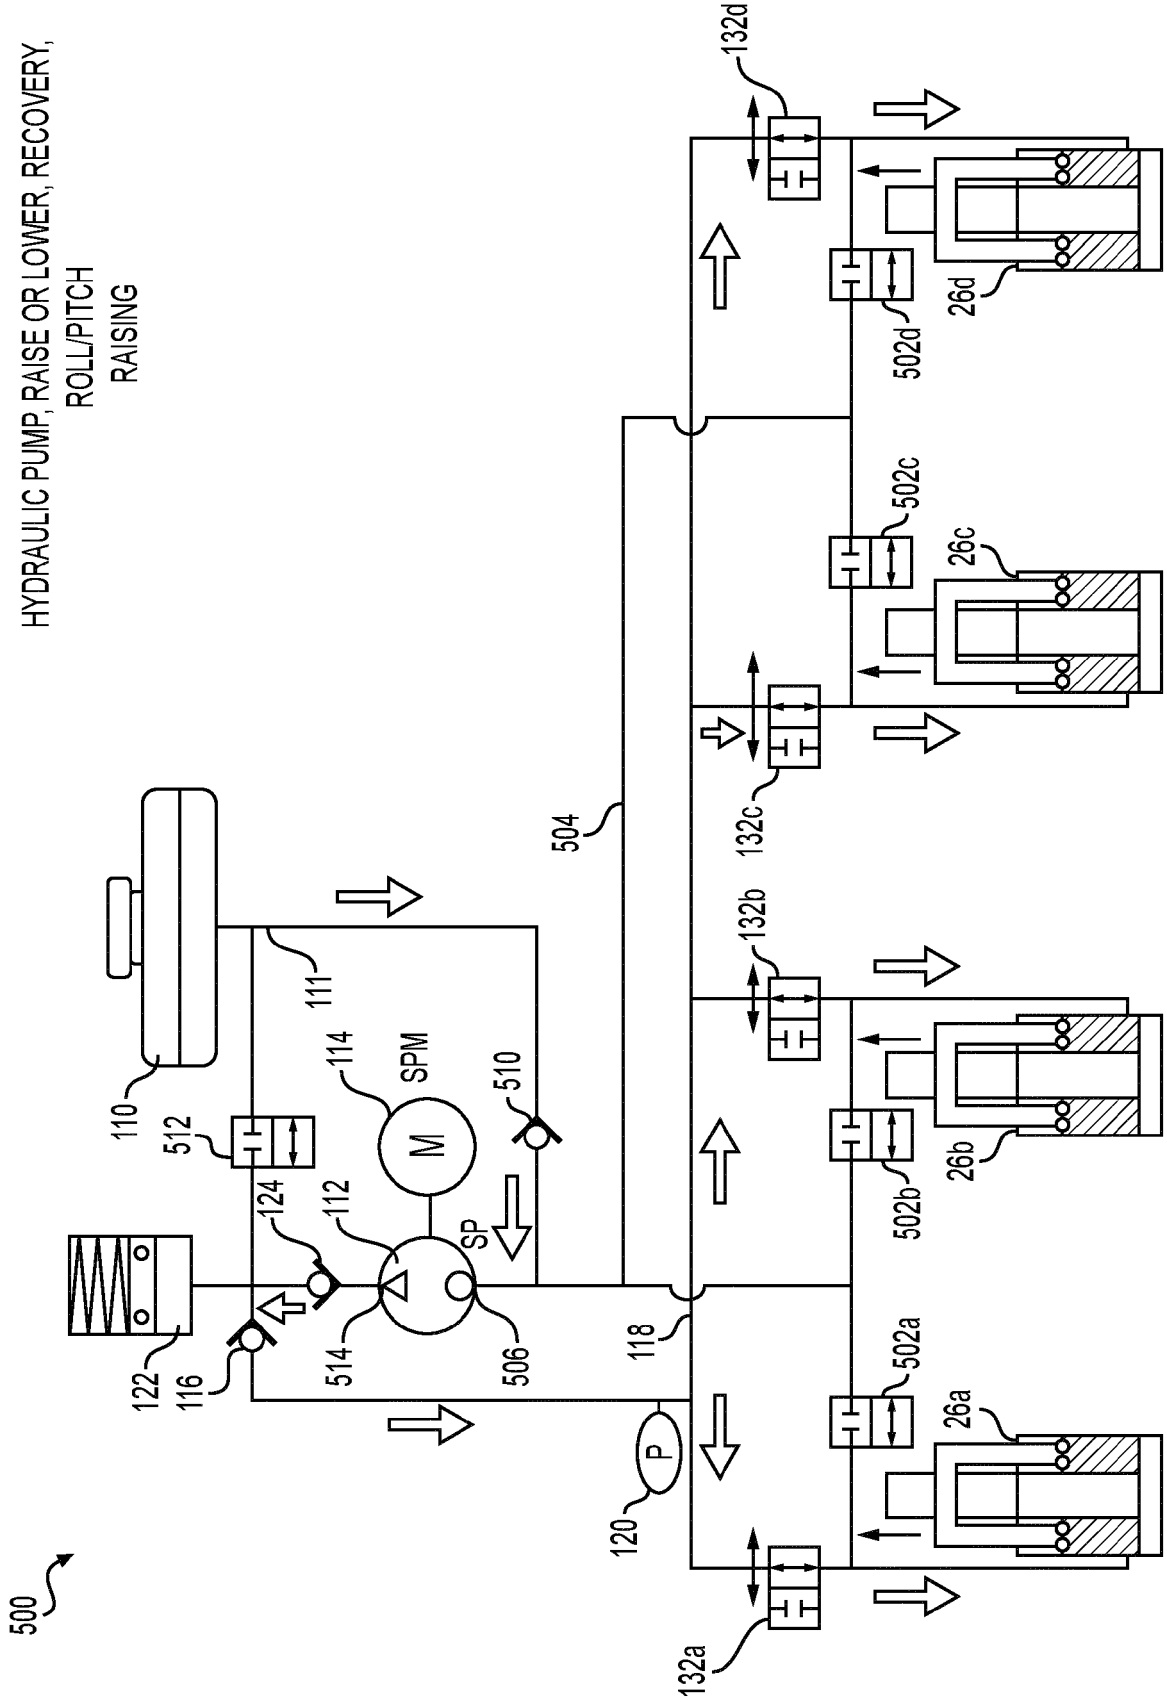 HYDRAULIC PUMP, RAISE OR LOWER, RECOVERY,
ROLL/PITCH
RAISING
500
122
116
124
512
110
111
514
112
SP
114
M
SPM
506
510
120
P
118
504
132a
132b
132c
132d
502a
502b
502c
502d
26a
26b
26c
26d